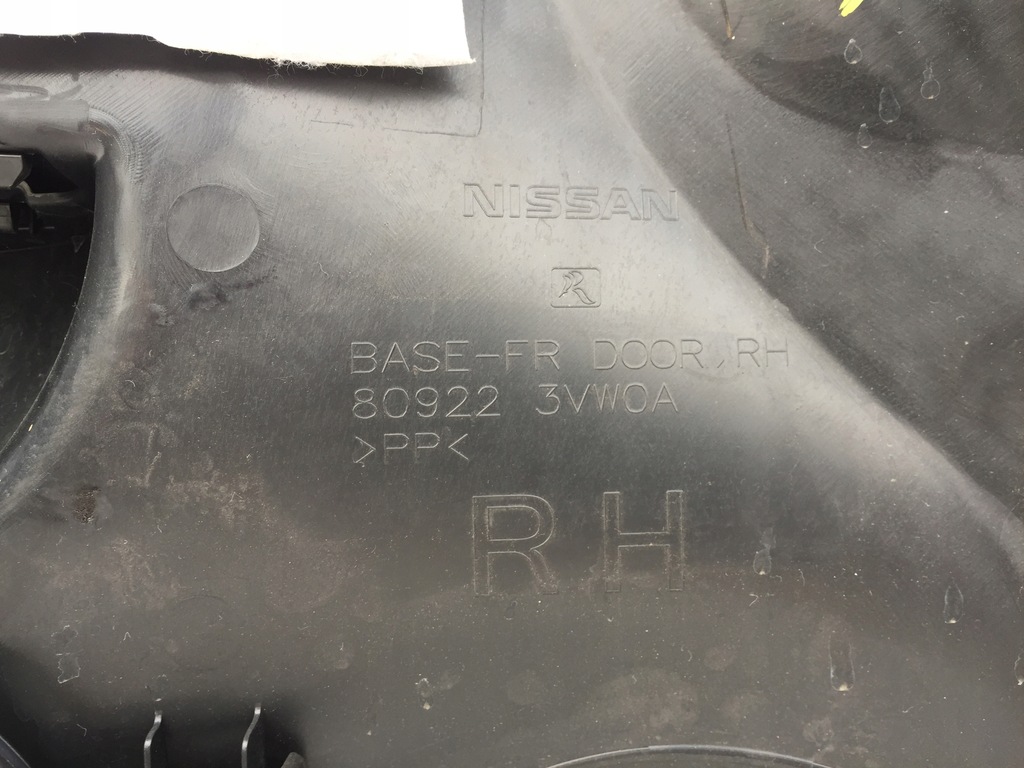 NISSAN
R
BASE-FR DOOR,RH
80922 3VW0A
>PP<
RH